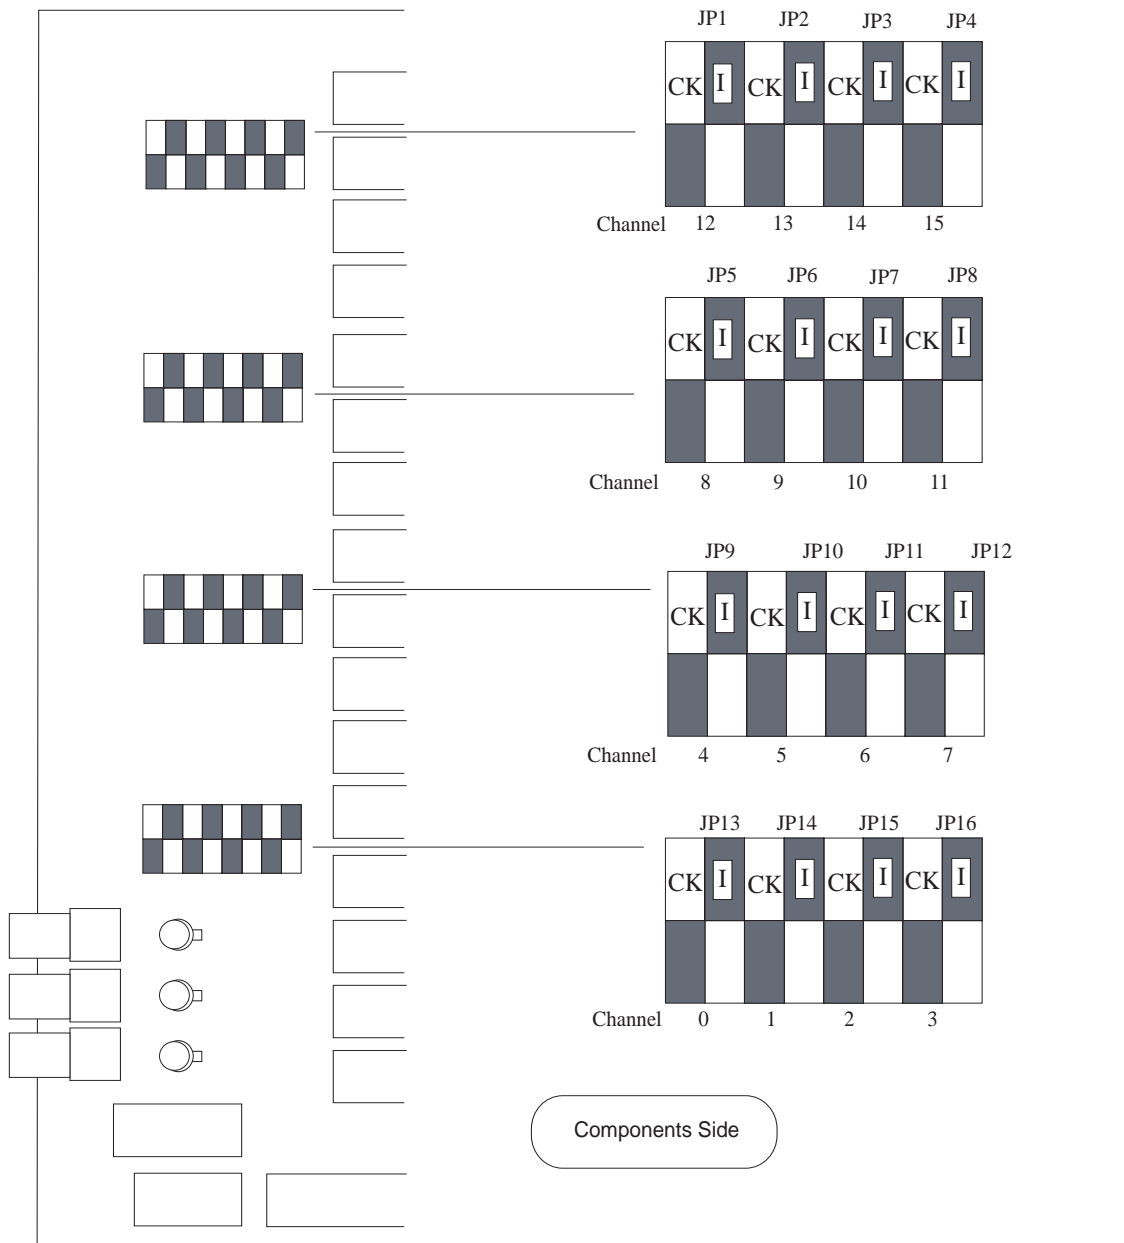 JP1 JP2 JP3 JP4
CK I CK I CK I CK I
Channel 12 13 14 15
JP5 JP6 JP7 JP8
CK I CK I CK I CK I
Channel 8 9 10 11
JP9 JP10 JP11 JP12
CK I CK I CK I CK I
Channel 4 5 6 7
JP13 JP14 JP15 JP16
CK I CK I CK I CK I
Channel 0 1 2 3
Components Side